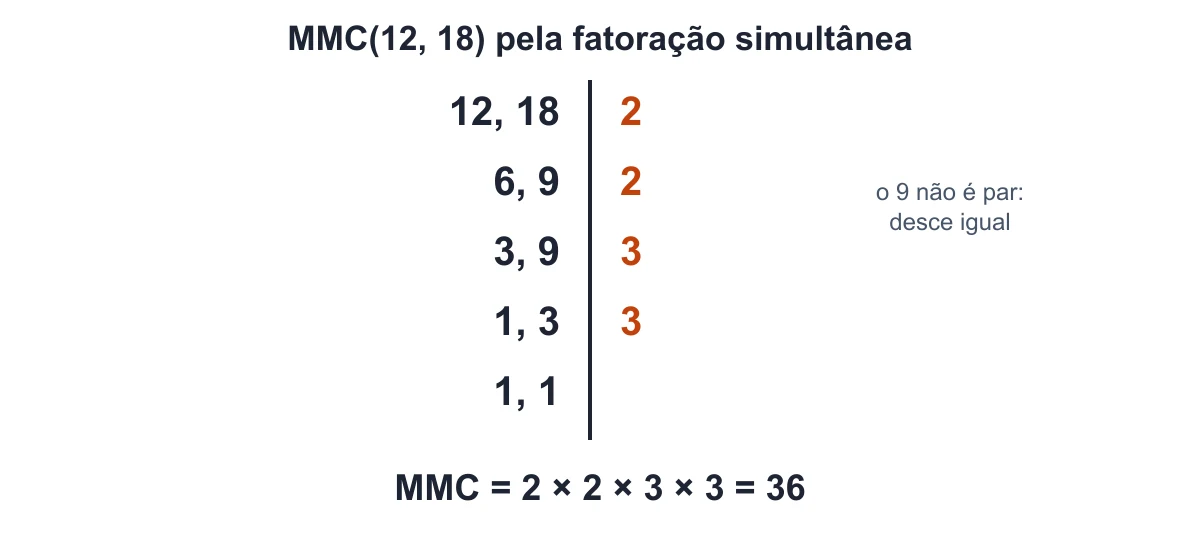 MMC(12, 18) pela fatoração simultânea
12, 18 2
6, 9 2
o 9 não é par:
desce igual
3, 9 3
1, 3 3
1, 1
MMC = 2 × 2 × 3 × 3 = 36